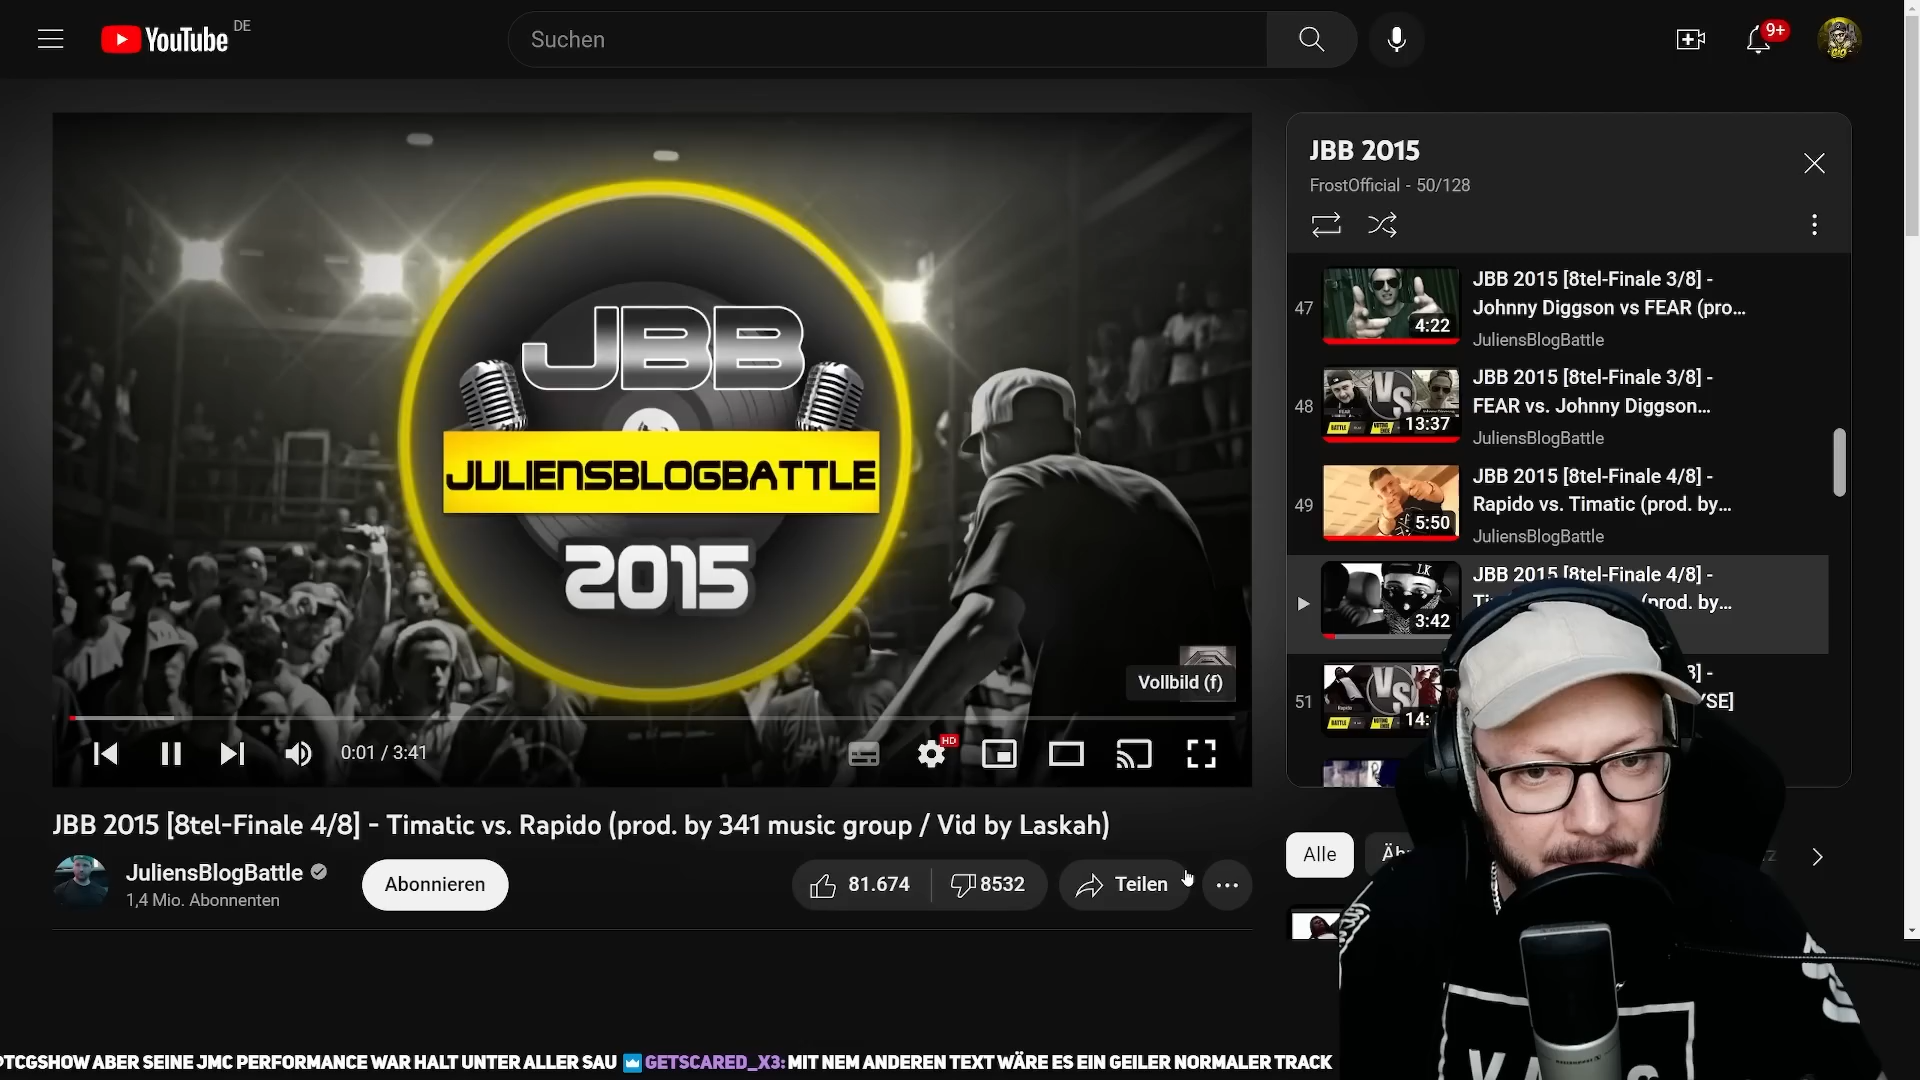 YouTube DE
Suchen
9+
JBB
JULIENSBLOGBATTLE
2015
Vollbild (f)
0:01 / 3:41
HD
JBB 2015 [8tel-Finale 4/8] - Timatic vs. Rapido (prod. by 341 music group / Vid by Laskah)
JuliensBlogBattle
1,4 Mio. Abonnenten
Abonnieren
81.674
8532
Teilen
JBB 2015
FrostOfficial - 50/128
47
4:22
JBB 2015 [8tel-Finale 3/8] -
Johnny Diggson vs FEAR (pro...
JuliensBlogBattle
48
VS
13:37
JBB 2015 [8tel-Finale 3/8] -
FEAR vs. Johnny Diggson...
JuliensBlogBattle
49
5:50
JBB 2015 [8tel-Finale 4/8] -
Rapido vs. Timatic (prod. by...
JuliensBlogBattle
LK
3:42
JBB 2015 [8tel-Finale 4/8] -
(prod. by...
51
VS
14:
Alle
TCGSHOW ABER SEINE JMC PERFORMANCE WAR HALT UNTER ALLER SAU GETSCARED_X3: MIT NEM ANDEREN TEXT WÄRE ES EIN GEILER NORMALER TRACK